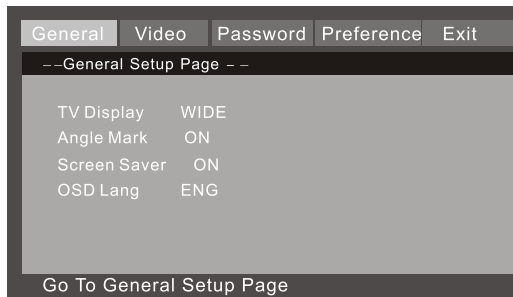 General Video Password Preference Exit
--General Setup Page - -
TV Display WIDE
Angle Mark ON
Screen Saver ON
OSD Lang ENG
Go To General Setup Page